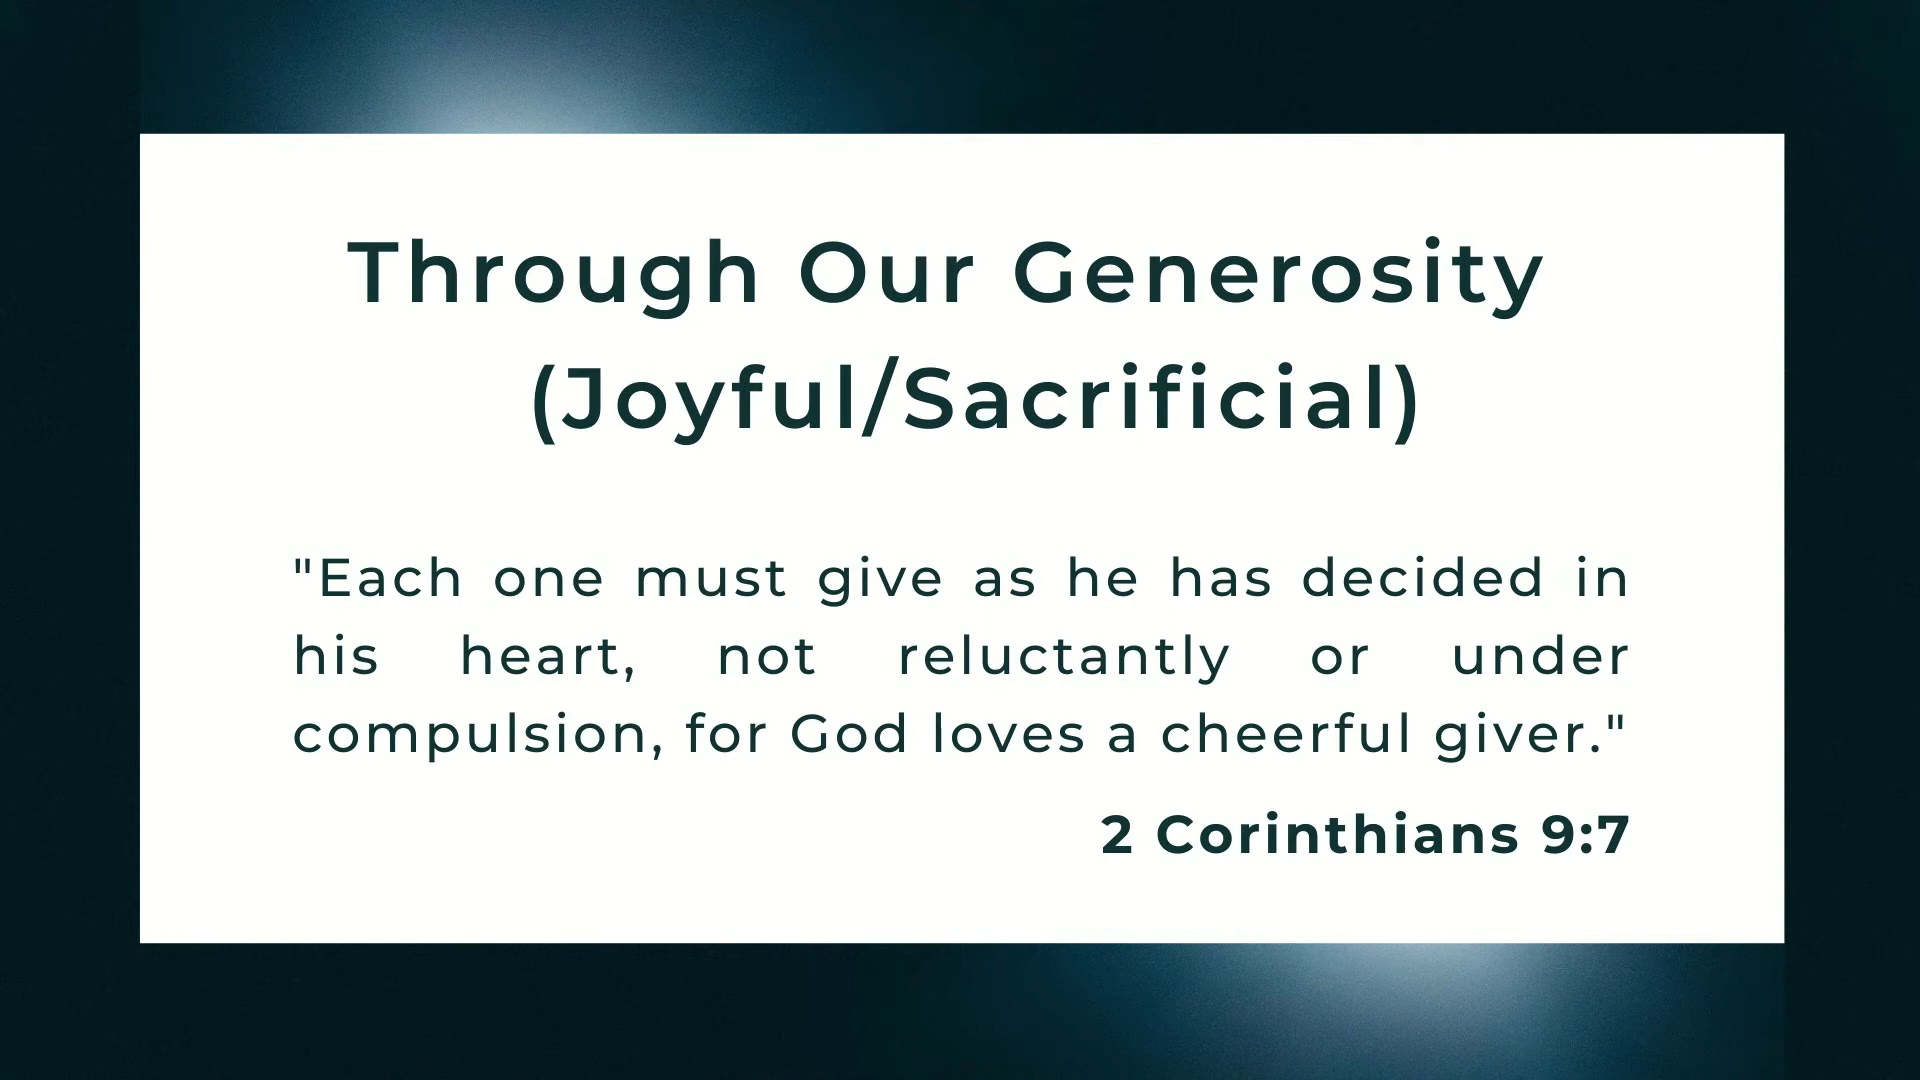 Through Our Generosity
(Joyful/Sacrificial)
"Each one must give as he has decided in
his heart, not reluctantly or under
compulsion, for God loves a cheerful giver."
2 Corinthians 9:7